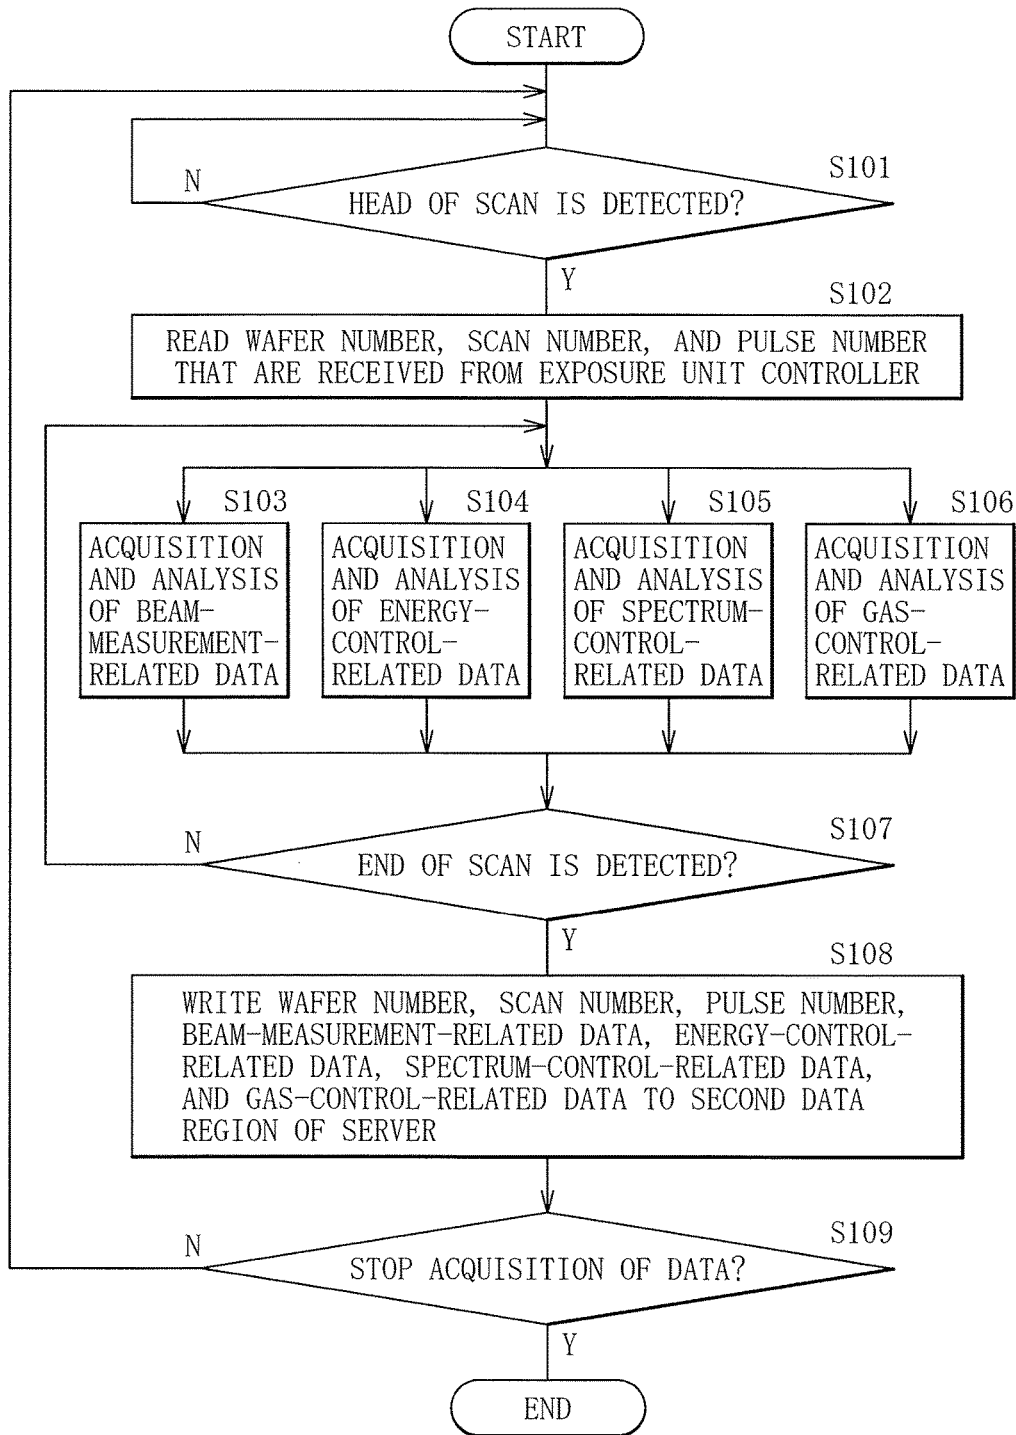 START
S101
N
HEAD OF SCAN IS DETECTED?
Y
S102
READ WAFER NUMBER, SCAN NUMBER, AND PULSE NUMBER
THAT ARE RECEIVED FROM EXPOSURE UNIT CONTROLLER
S103
ACQUISITION
AND ANALYSIS
OF BEAM-
MEASUREMENT-
RELATED DATA
S104
ACQUISITION
AND ANALYSIS
OF ENERGY-
CONTROL-
RELATED DATA
S105
ACQUISITION
AND ANALYSIS
OF SPECTRUM-
CONTROL-
RELATED DATA
S106
ACQUISITION
AND ANALYSIS
OF GAS-
CONTROL-
RELATED DATA
S107
N
END OF SCAN IS DETECTED?
Y
S108
WRITE WAFER NUMBER, SCAN NUMBER, PULSE NUMBER,
BEAM-MEASUREMENT-RELATED DATA, ENERGY-CONTROL-
RELATED DATA, SPECTRUM-CONTROL-RELATED DATA,
AND GAS-CONTROL-RELATED DATA TO SECOND DATA
REGION OF SERVER
S109
N
STOP ACQUISITION OF DATA?
Y
END